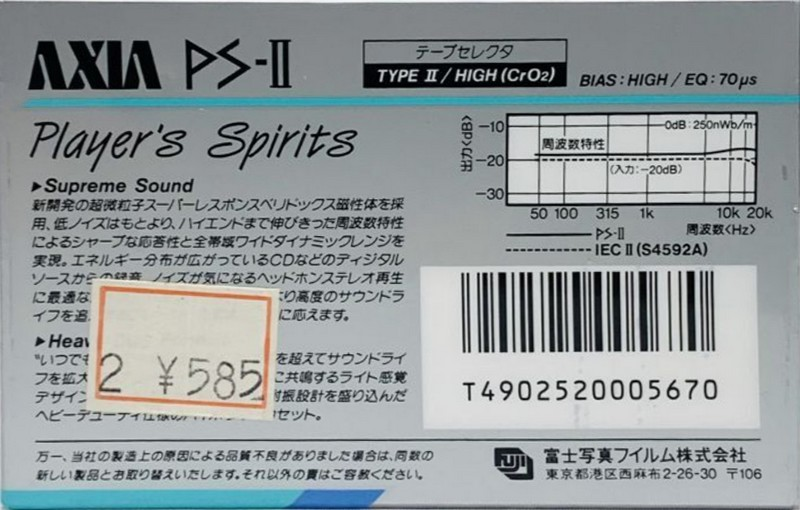 AXIA PS-II
テープセレクタ
TYPE II/HIGH (CrO2)
BIAS: HIGH / EQ: 70μs
Player's Spirits
▶Supreme Sound
新開発の超微粒子スーパーレスポンスベリドックス磁性体を採
用、低ノイズはもとより、ハイエンドまで伸びきった周波数特性
によるシャープな応答性と全帯域ワイドダイナミックレンジを
実現。エネルギー分布が広がっているCDなどのディジタル
ソースからの録音、ノイズが気になるヘッドホンステレオ再生
に最適な り高度のサウンドラ
イフを追 に応えます。
▶Heav
"いつでも を超えてサウンドライ
フを拡大 に共鳴するライト感覚
デザイン 耐振設計を盛り込んだ
ヘビーデューティ仕様の セット。
2 ¥585
万一、当社の製造上の原因による品質不良がありました場合は、同数の
新しい製品とお取り替えいたします。それ以外の責はご容赦ください。
出力<dB>
-10
-20
-30
0dB: 250nWb/m
周波数特性
(入力:-20dB)
50 100 315 1k 10k 20k
周波数<Hz>
PS-II
IEC II (S4592A)
T4902520005670
FUJI
富士写真フイルム株式会社
東京都港区西麻布2-26-30 〒106